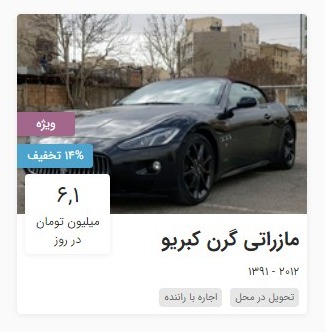 ویژه
۱۴% تخفیف
۶,۱
میلیون تومان
در روز
مازراتی گرن کبریو
۲۰۱۲ - ۱۳۹۱
تحویل در محل
اجاره با راننده